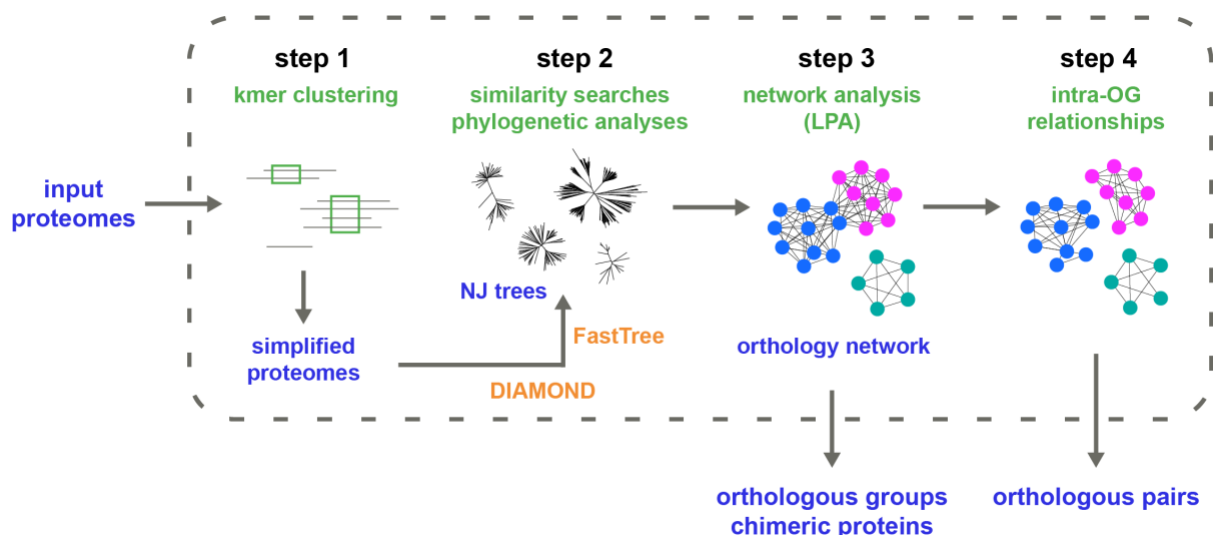 step 1
kmer clustering
step 2
similarity searches
phylogenetic analyses
step 3
network analysis
(LPA)
step 4
intra-OG
relationships
input
proteomes
NJ trees
simplified
proteomes
FastTree
DIAMOND
orthology network
orthologous groups
chimeric proteins
orthologous pairs